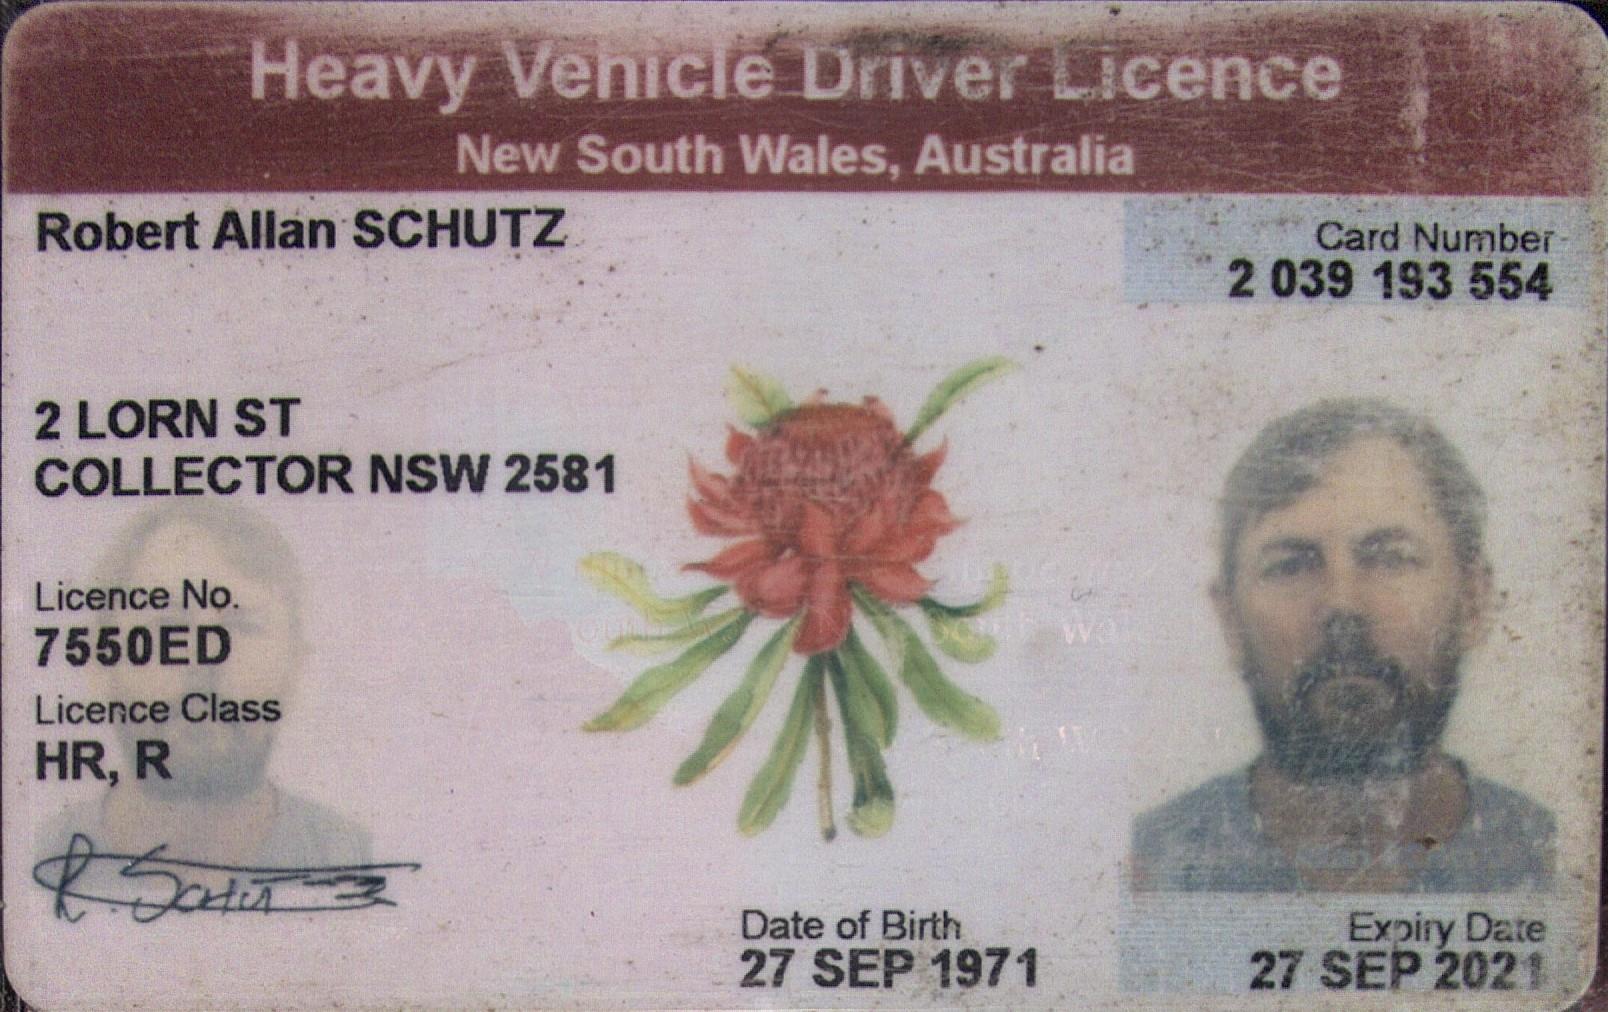 Heavy Vehicle Driver Licence
New South Wales, Australia
Robert Allan SCHUTZ
Card Number
2 039 193 554
2 LORN ST
COLLECTOR NSW 2581
Licence No.
7550ED
Licence Class
HR, R
R. Schutz
Date of Birth
27 SEP 1971
Expiry Date
27 SEP 2021